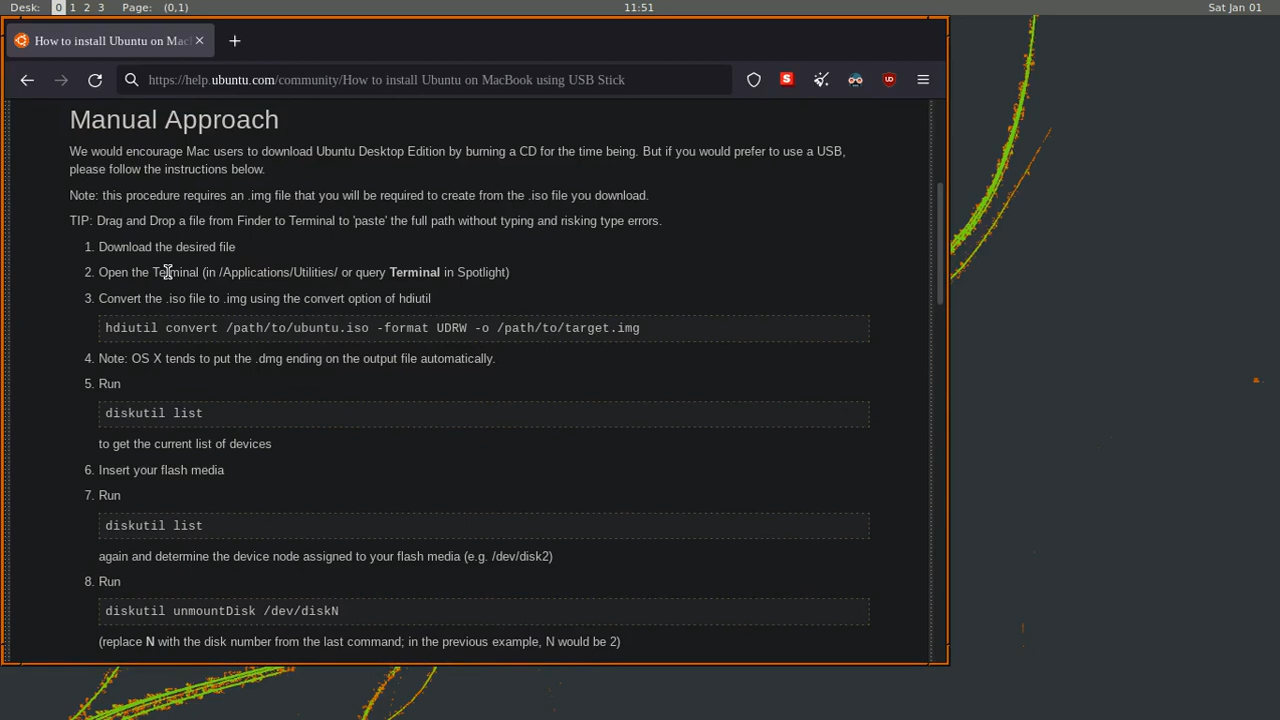 Desk: 0 1 2 3 Page: (0,1) 11:51 Sat Jan 01
How to install Ubuntu on Mac
https://help.ubuntu.com/community/How to install Ubuntu on MacBook using USB Stick
Manual Approach
We would encourage Mac users to download Ubuntu Desktop Edition by burning a CD for the time being. But if you would prefer to use a USB,
please follow the instructions below.
Note: this procedure requires an .img file that you will be required to create from the .iso file you download.
TIP: Drag and Drop a file from Finder to Terminal to 'paste' the full path without typing and risking type errors.
1. Download the desired file
2. Open the Terminal (in /Applications/Utilities/ or query Terminal in Spotlight)
3. Convert the .iso file to .img using the convert option of hdiutil
hdiutil convert /path/to/ubuntu.iso -format UDRW -o /path/to/target.img
4. Note: OS X tends to put the .dmg ending on the output file automatically.
5. Run
diskutil list
to get the current list of devices
6. Insert your flash media
7. Run
diskutil list
again and determine the device node assigned to your flash media (e.g. /dev/disk2)
8. Run
diskutil unmountDisk /dev/diskN
(replace N with the disk number from the last command; in the previous example, N would be 2)